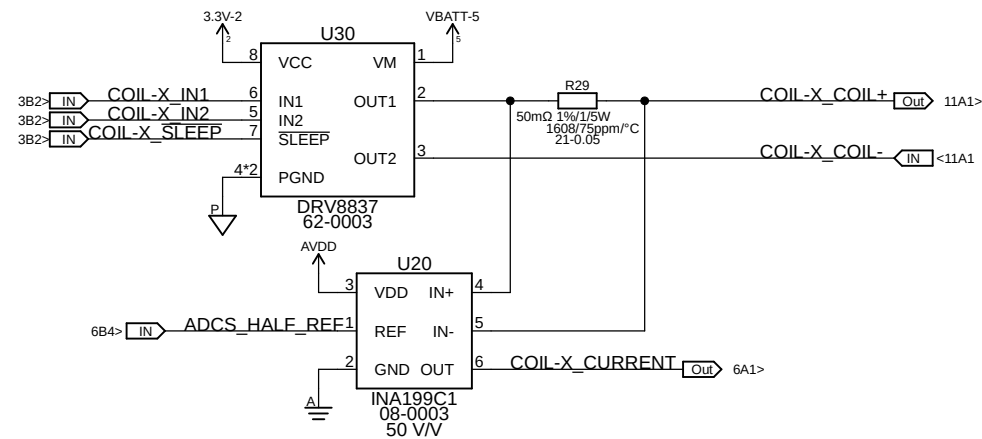 3.3V-2
2
U30
VBATT-5
5
8 VCC VM 1
3B2> IN COIL-X_IN1 6 IN1 OUT1 2
R29
COIL-X_COIL+ Out 11A1>
3B2> IN COIL-X_IN2 5 IN2
50mΩ 1%/1/5W
1608/75ppm/°C
21-0.05
3B2> IN COIL-X_SLEEP 7 SLEEP
OUT2 3 COIL-X_COIL- IN <11A1
4*2 PGND
P
DRV8837
62-0003
AVDD
U20
3 VDD IN+ 4
6B4> IN ADCS_HALF_REF 1 REF IN- 5
2 GND OUT 6 COIL-X_CURRENT Out 6A1>
A
INA199C1
08-0003
50 V/V